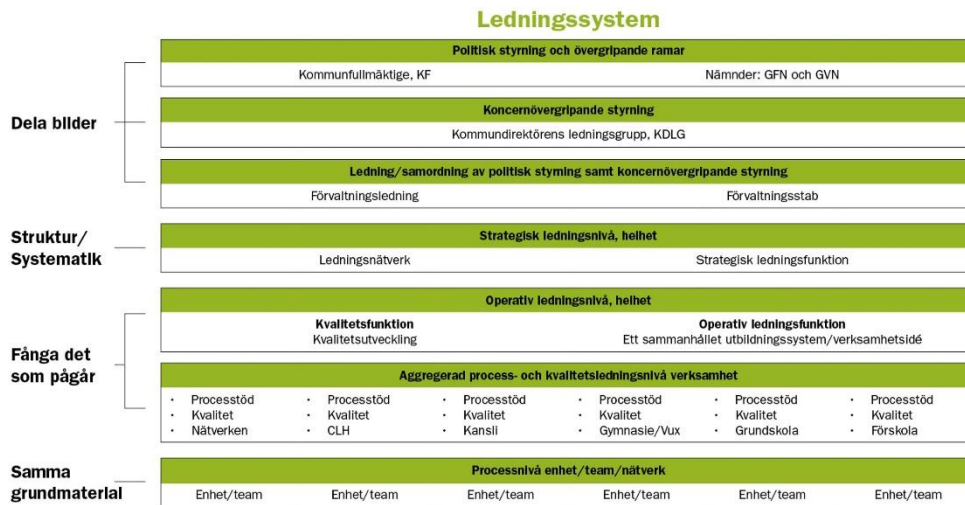 Ledningssystem
Politisk styrning och övergripande ramar
Kommunfullmäktige, KF
Nämnder: GFN och GVN
Dela bilder
Koncernövergripande styrning
Kommundirektörens ledningsgrupp, KDLG
Ledning/samordning av politisk styrning samt koncernövergripande styrning
Förvaltningsledning
Förvaltningsstab
Struktur/
Systematik
Strategisk ledningsnivå, helhet
Ledningsnätverk
Strategisk ledningsfunktion
Fånga det
som pågår
Operativ ledningsnivå, helhet
Kvalitetsfunktion
Kvalitetsutveckling
Operativ ledningsfunktion
Ett sammanhållet utbildningssystem/verksamhetsidé
Aggregerad process- och kvalitetsledningsnivå verksamhet
· Processtöd
· Kvalitet
· Nätverken
· Processtöd
· Kvalitet
· CLH
· Processtöd
· Kvalitet
· Kansli
· Processtöd
· Kvalitet
· Gymnasie/Vux
· Processtöd
· Kvalitet
· Grundskola
· Processtöd
· Kvalitet
· Förskola
Samma
grundmaterial
Processnivå enhet/team/nätverk
Enhet/team
Enhet/team
Enhet/team
Enhet/team
Enhet/team
Enhet/team